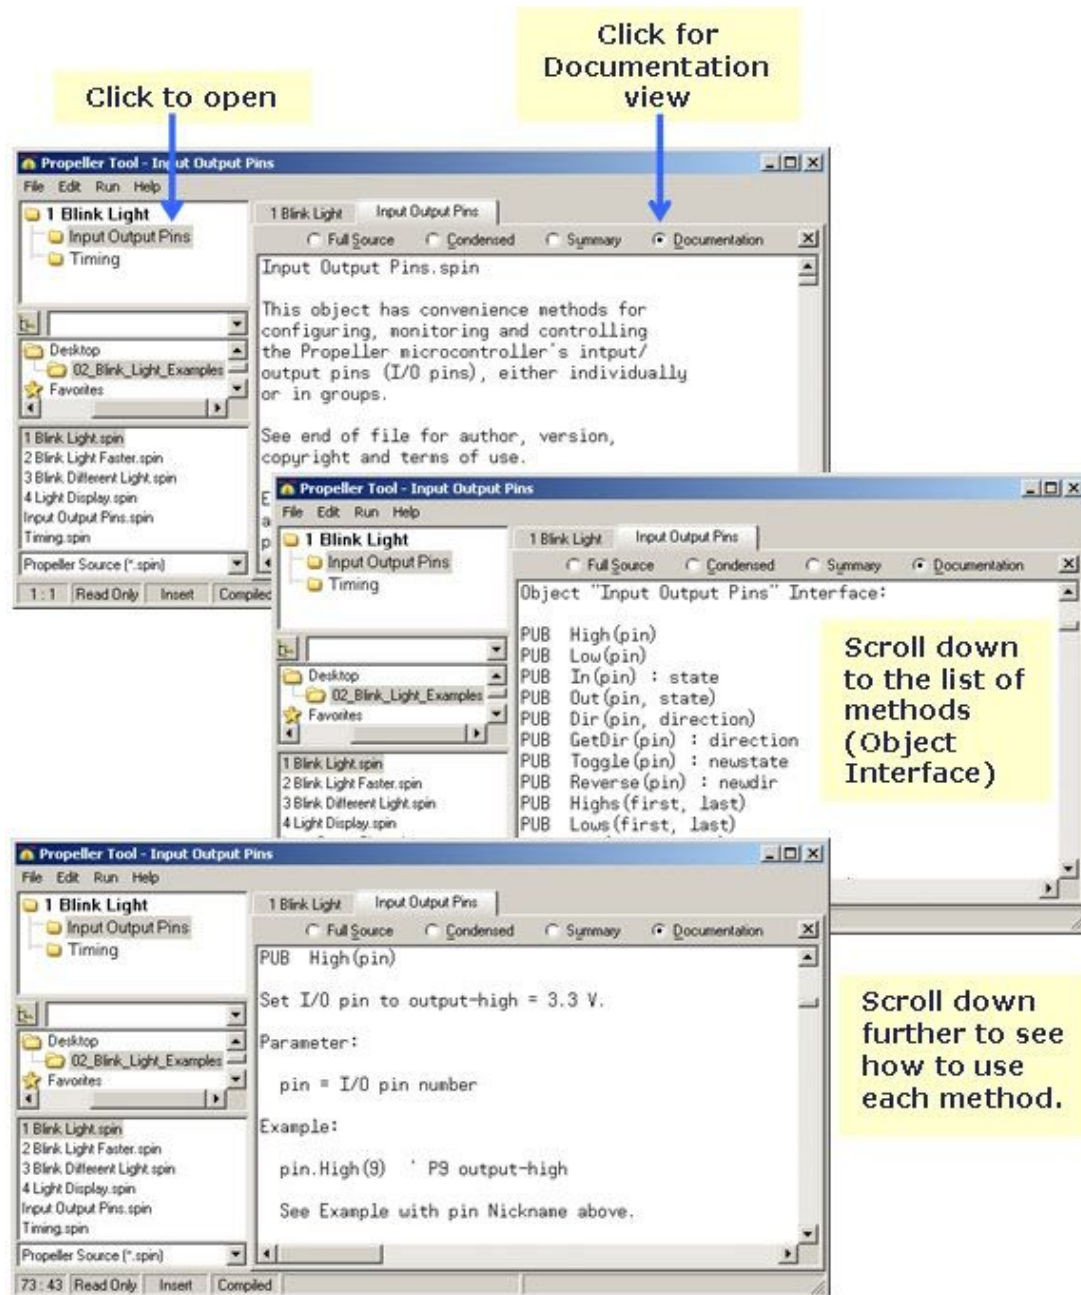 Click to open
Click for
Documentation
view
Propeller Tool - Input Output Pins
File Edit Run Help
1 Blink Light
Input Output Pins
Timing
Desktop
02_Blink_Light_Examples
Favorites
1 Blink Light.spin
2 Blink Light Faster.spin
3 Blink Different Light.spin
4 Light Display.spin
Input Output Pins.spin
Timing.spin
Propeller Source (*.spin)
1 : 1 Read Only Insert Compiled
1 Blink Light Input Output Pins
Full Source Condensed Summary Documentation
Input Output Pins.spin
This object has convenience methods for
configuring, monitoring and controlling
the Propeller microcontroller's intput/
output pins (I/O pins), either individually
or in groups.
See end of file for author, version,
copyright and terms of use.
E
a
p
Propeller Tool - Input Output Pins
File Edit Run Help
1 Blink Light
Input Output Pins
Timing
Desktop
02_Blink_Light_Examples
Favorites
1 Blink Light.spin
2 Blink Light Faster.spin
3 Blink Different Light.spin
4 Light Display.spin
1 Blink Light Input Output Pins
Full Source Condensed Summary Documentation
Object "Input Output Pins" Interface:
PUB High(pin)
PUB Low(pin)
PUB In(pin) : state
PUB Out(pin, state)
PUB Dir(pin, direction)
PUB GetDir(pin) : direction
PUB Toggle(pin) : newstate
PUB Reverse(pin) : newdir
PUB Highs(first, last)
PUB Lows(first, last)
Scroll down
to the list of
methods
(Object
Interface)
Propeller Tool - Input Output Pins
File Edit Run Help
1 Blink Light
Input Output Pins
Timing
Desktop
02_Blink_Light_Examples
Favorites
1 Blink Light.spin
2 Blink Light Faster.spin
3 Blink Different Light.spin
4 Light Display.spin
Input Output Pins.spin
Timing.spin
Propeller Source (*.spin)
73 : 43 Read Only Insert Compiled
1 Blink Light Input Output Pins
Full Source Condensed Summary Documentation
PUB High(pin)
Set I/O pin to output-high = 3.3 V.
Parameter:
pin = I/O pin number
Example:
pin.High(9) ' P9 output-high
See Example with pin Nickname above.
Scroll down
further to see
how to use
each method.